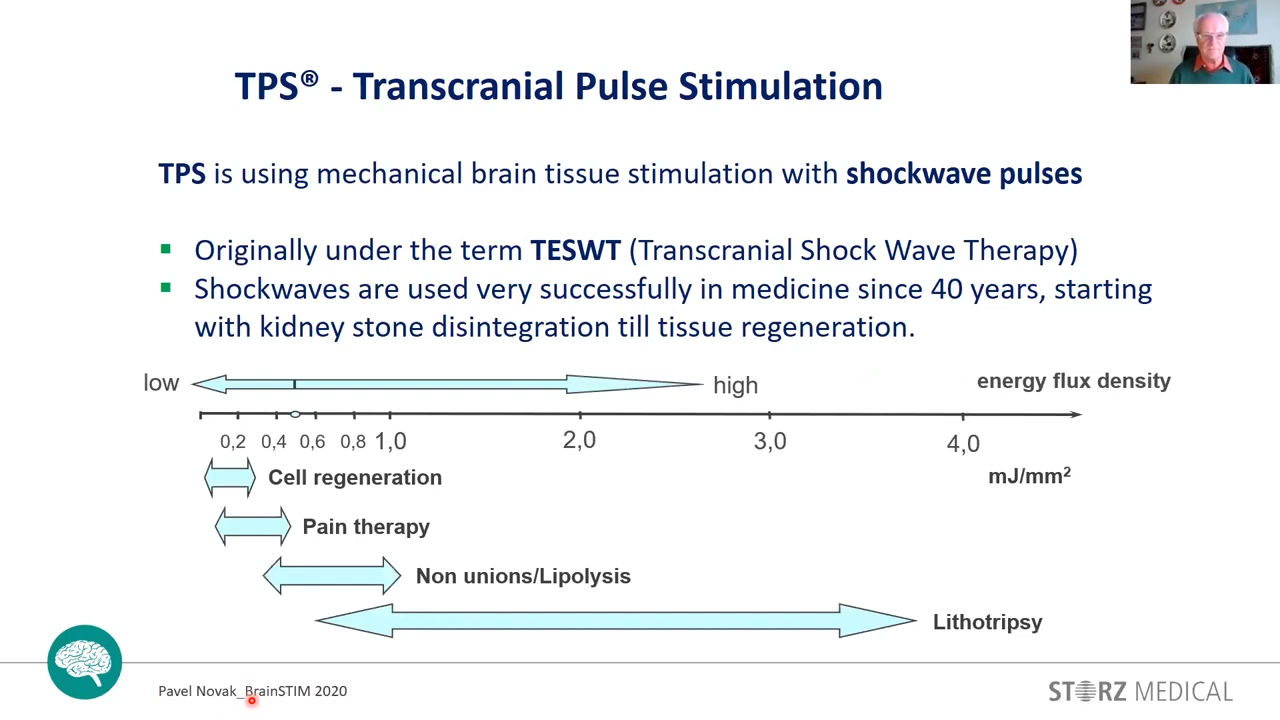 TPS® - Transcranial Pulse Stimulation
TPS is using mechanical brain tissue stimulation with shockwave pulses
▪ Originally under the term TESWT (Transcranial Shock Wave Therapy)
▪ Shockwaves are used very successfully in medicine since 40 years, starting
with kidney stone disintegration till tissue regeneration.
low high energy flux density
0,2 0,4 0,6 0,8 1,0 2,0 3,0 4,0
Cell regeneration mJ/mm²
Pain therapy
Non unions/Lipolysis
Lithotripsy
Pavel Novak_BrainSTIM 2020
STORZ MEDICAL